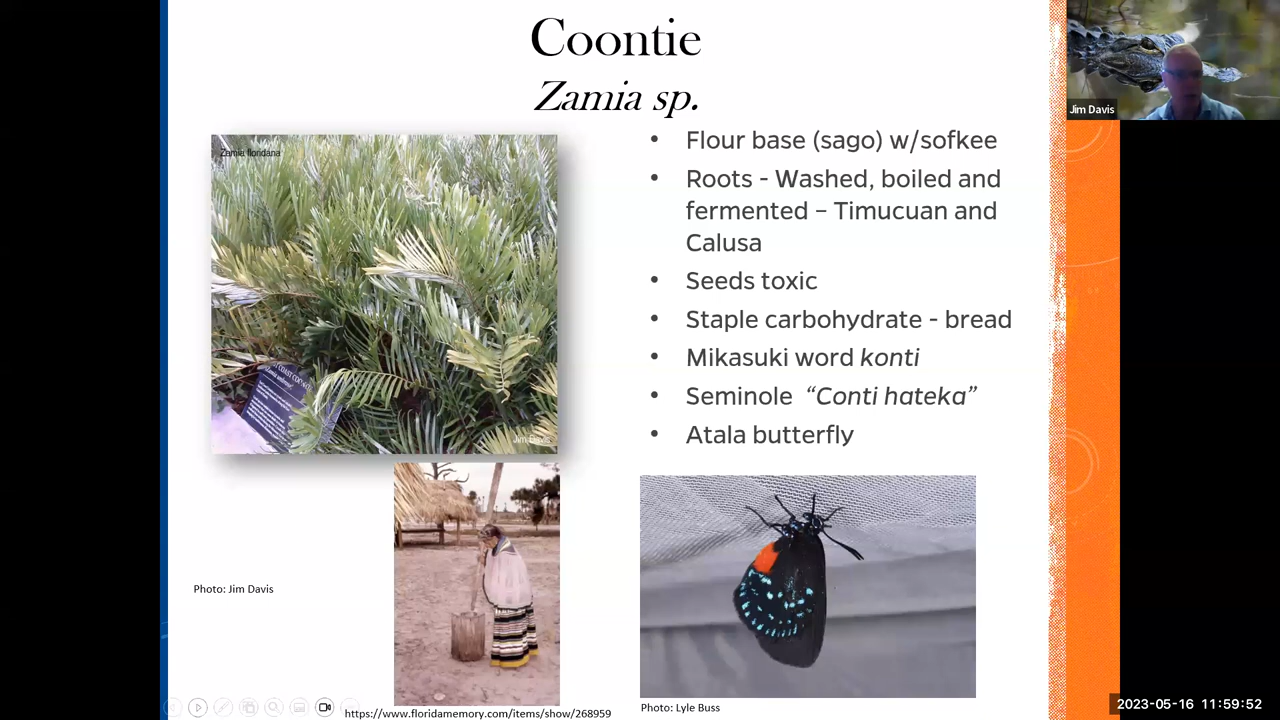 Coontie
Zamia sp.
Jim Davis
Zamia floridana
• Flour base (sago) w/sofkee
• Roots - Washed, boiled and
fermented – Timucuan and
Calusa
• Seeds toxic
• Staple carbohydrate - bread
• Mikasuki word konti
• Seminole “Conti hateka”
• Atala butterfly
Jim Davis
Photo: Jim Davis
https://www.floridamemory.com/items/show/268959
Photo: Lyle Buss
2023-05-16 11:59:52